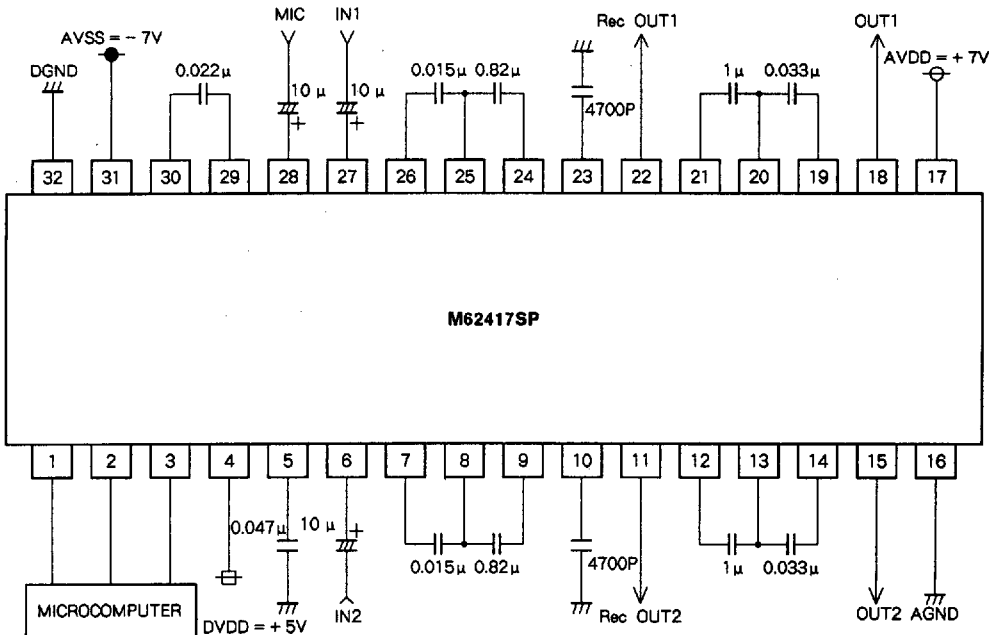 MIC IN1 Rec OUT1 OUT1
AVSS = – 7V AVDD = + 7V
DGND 0.022μ 0.015μ 0.82μ 1μ 0.033μ
10 μ + 10 μ + 4700P
32 31 30 29 28 27 26 25 24 23 22 21 20 19 18 17
M62417SP
1 2 3 4 5 6 7 8 9 10 11 12 13 14 15 16
0.047μ 10 μ + 4700P
0.015μ 0.82μ 1μ 0.033μ
MICROCOMPUTER DVDD = + 5V IN2 Rec OUT2 OUT2 AGND